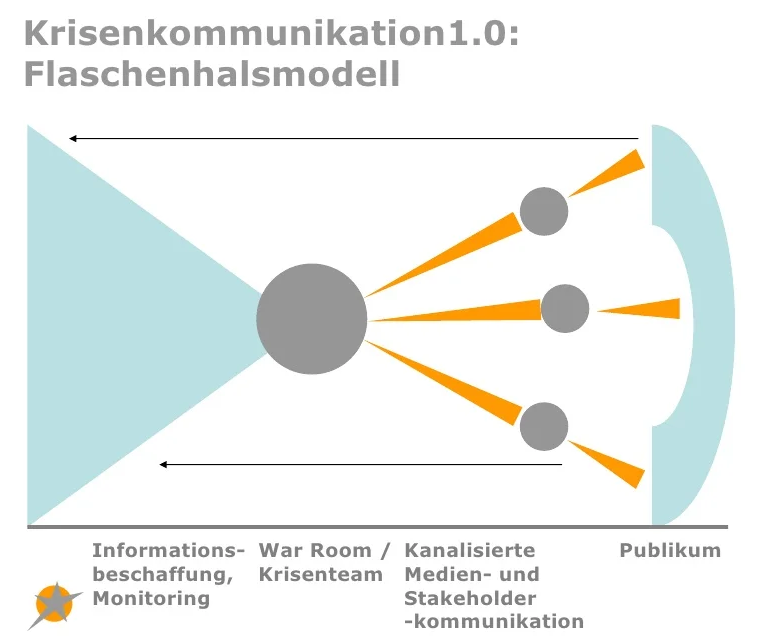 Krisenkommunikation1.0:
Flaschenhalsmodell
Informations-
beschaffung,
Monitoring
War Room /
Krisenteam
Kanalisierte
Medien- und
Stakeholder
-kommunikation
Publikum